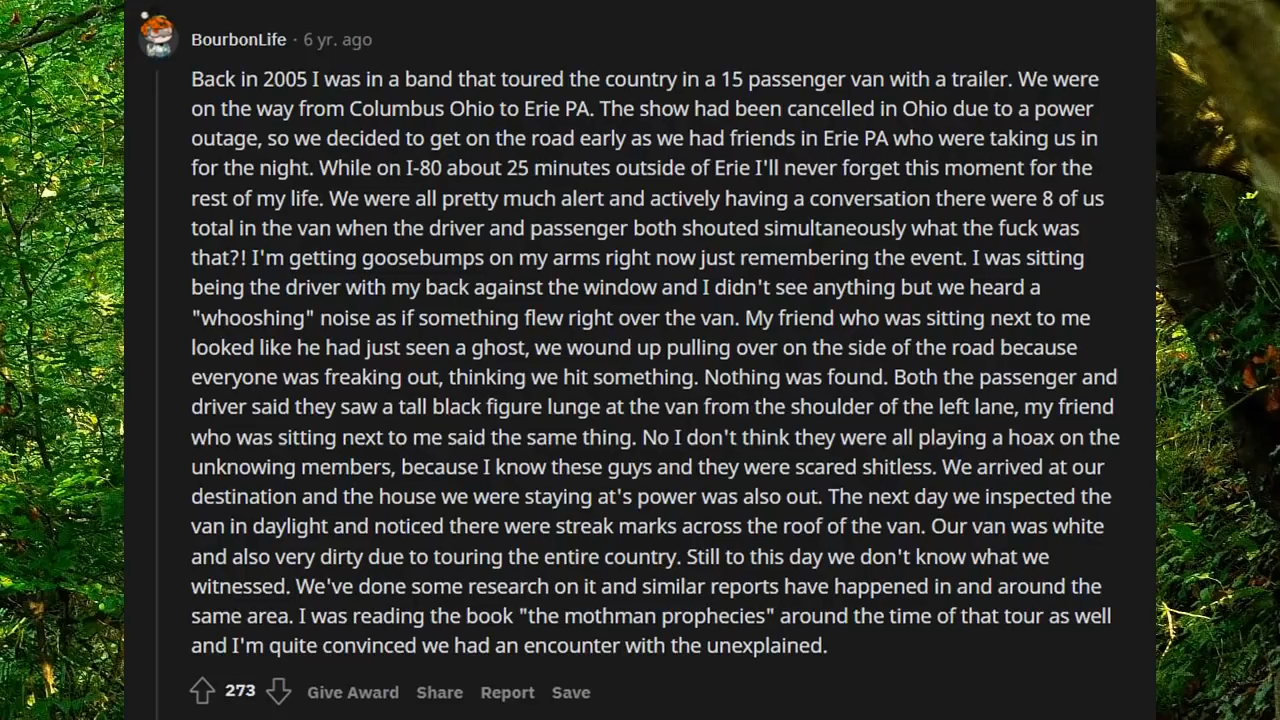 BourbonLife · 6 yr. ago
Back in 2005 I was in a band that toured the country in a 15 passenger van with a trailer. We were
on the way from Columbus Ohio to Erie PA. The show had been cancelled in Ohio due to a power
outage, so we decided to get on the road early as we had friends in Erie PA who were taking us in
for the night. While on I-80 about 25 minutes outside of Erie I'll never forget this moment for the
rest of my life. We were all pretty much alert and actively having a conversation there were 8 of us
total in the van when the driver and passenger both shouted simultaneously what the fuck was
that?! I'm getting goosebumps on my arms right now just remembering the event. I was sitting
being the driver with my back against the window and I didn't see anything but we heard a
"whooshing" noise as if something flew right over the van. My friend who was sitting next to me
looked like he had just seen a ghost, we wound up pulling over on the side of the road because
everyone was freaking out, thinking we hit something. Nothing was found. Both the passenger and
driver said they saw a tall black figure lunge at the van from the shoulder of the left lane, my friend
who was sitting next to me said the same thing. No I don't think they were all playing a hoax on the
unknowing members, because I know these guys and they were scared shitless. We arrived at our
destination and the house we were staying at's power was also out. The next day we inspected the
van in daylight and noticed there were streak marks across the roof of the van. Our van was white
and also very dirty due to touring the entire country. Still to this day we don't know what we
witnessed. We've done some research on it and similar reports have happened in and around the
same area. I was reading the book "the mothman prophecies" around the time of that tour as well
and I'm quite convinced we had an encounter with the unexplained.
273 Give Award Share Report Save